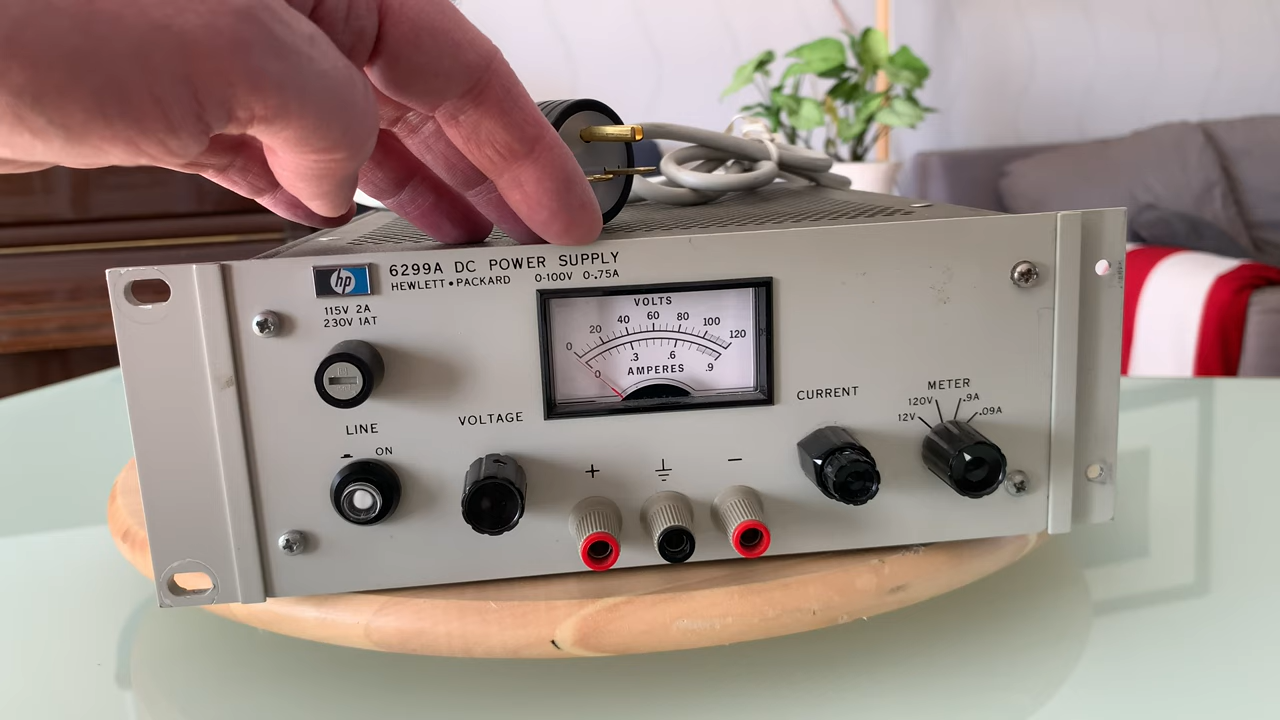 hp
6299A DC POWER SUPPLY
HEWLETT • PACKARD 0-100V 0-.75A
115V 2A
230V 1AT
VOLTS
0 20 40 60 80 100 120
0 .3 .6 .9
AMPERES
LINE
ON
VOLTAGE
+ −
CURRENT
METER
12V 120V .9A .09A